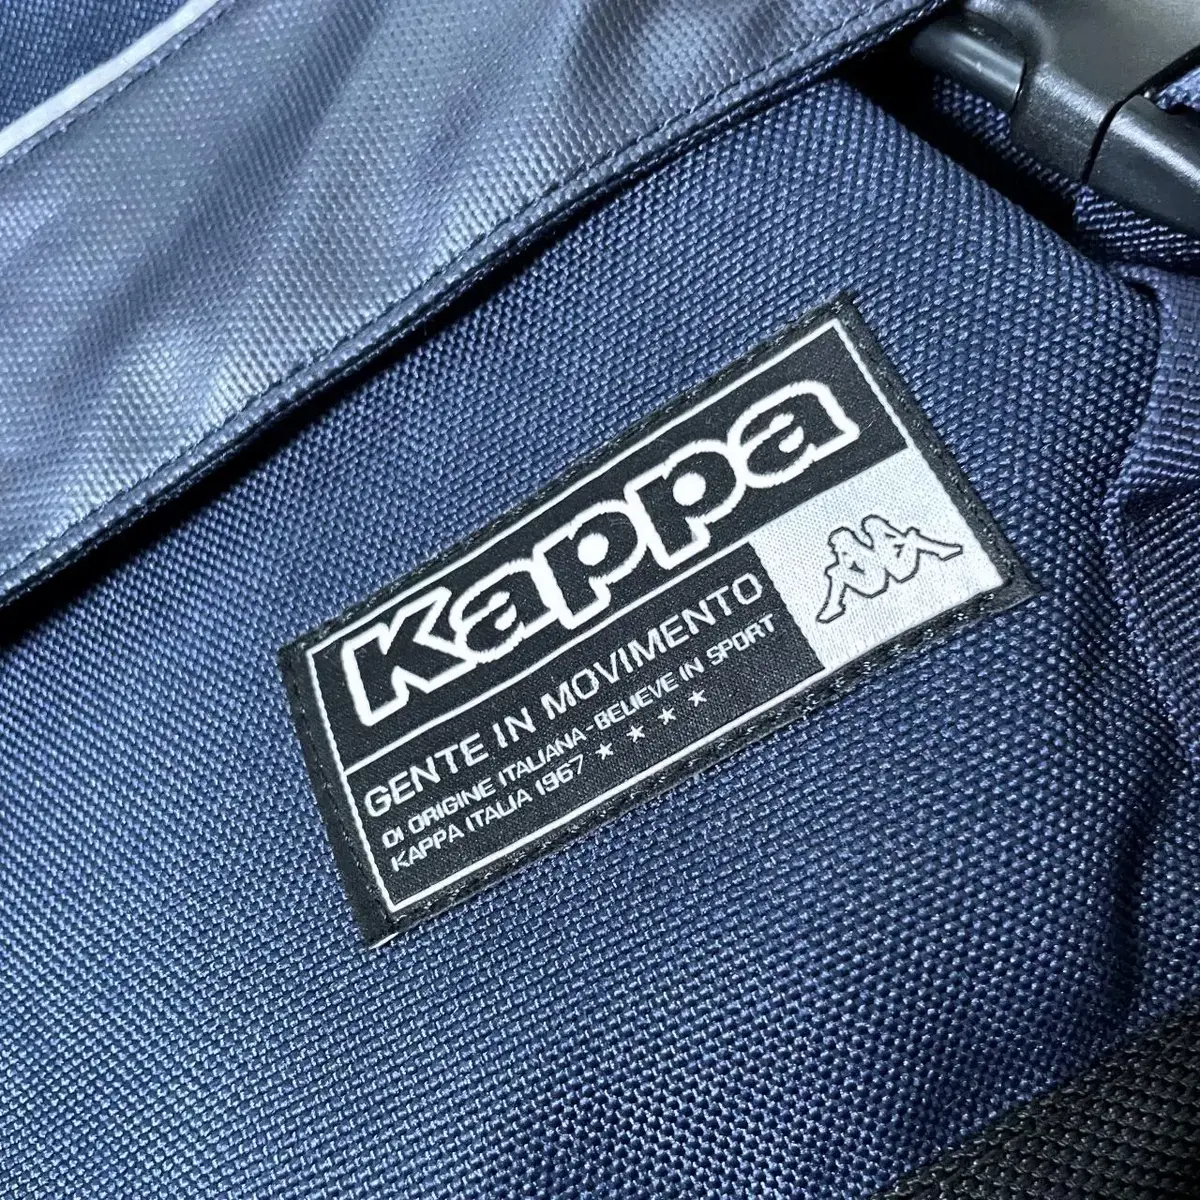 Kappa
GENTE IN MOVIMENTO
DI ORIGINE ITALIANA-BELIEVE IN SPORT
KAPPA ITALIA 1967 ★ ★ ★ ★